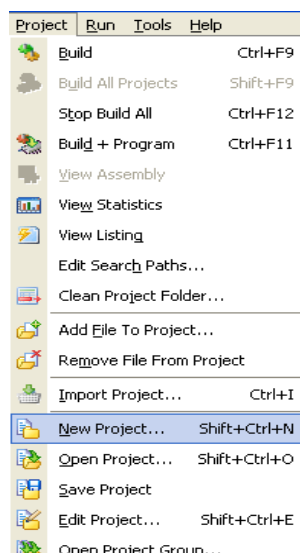 Project Run Tools Help
Build Ctrl+F9
Build All Projects Shift+F9
Stop Build All Ctrl+F12
Build + Program Ctrl+F11
View Assembly
View Statistics
View Listing
Edit Search Paths...
Clean Project Folder...
Add File To Project...
Remove File From Project
Import Project... Ctrl+I
New Project... Shift+Ctrl+N
Open Project... Shift+Ctrl+O
Save Project
Edit Project... Shift+Ctrl+E
Open Project Group...